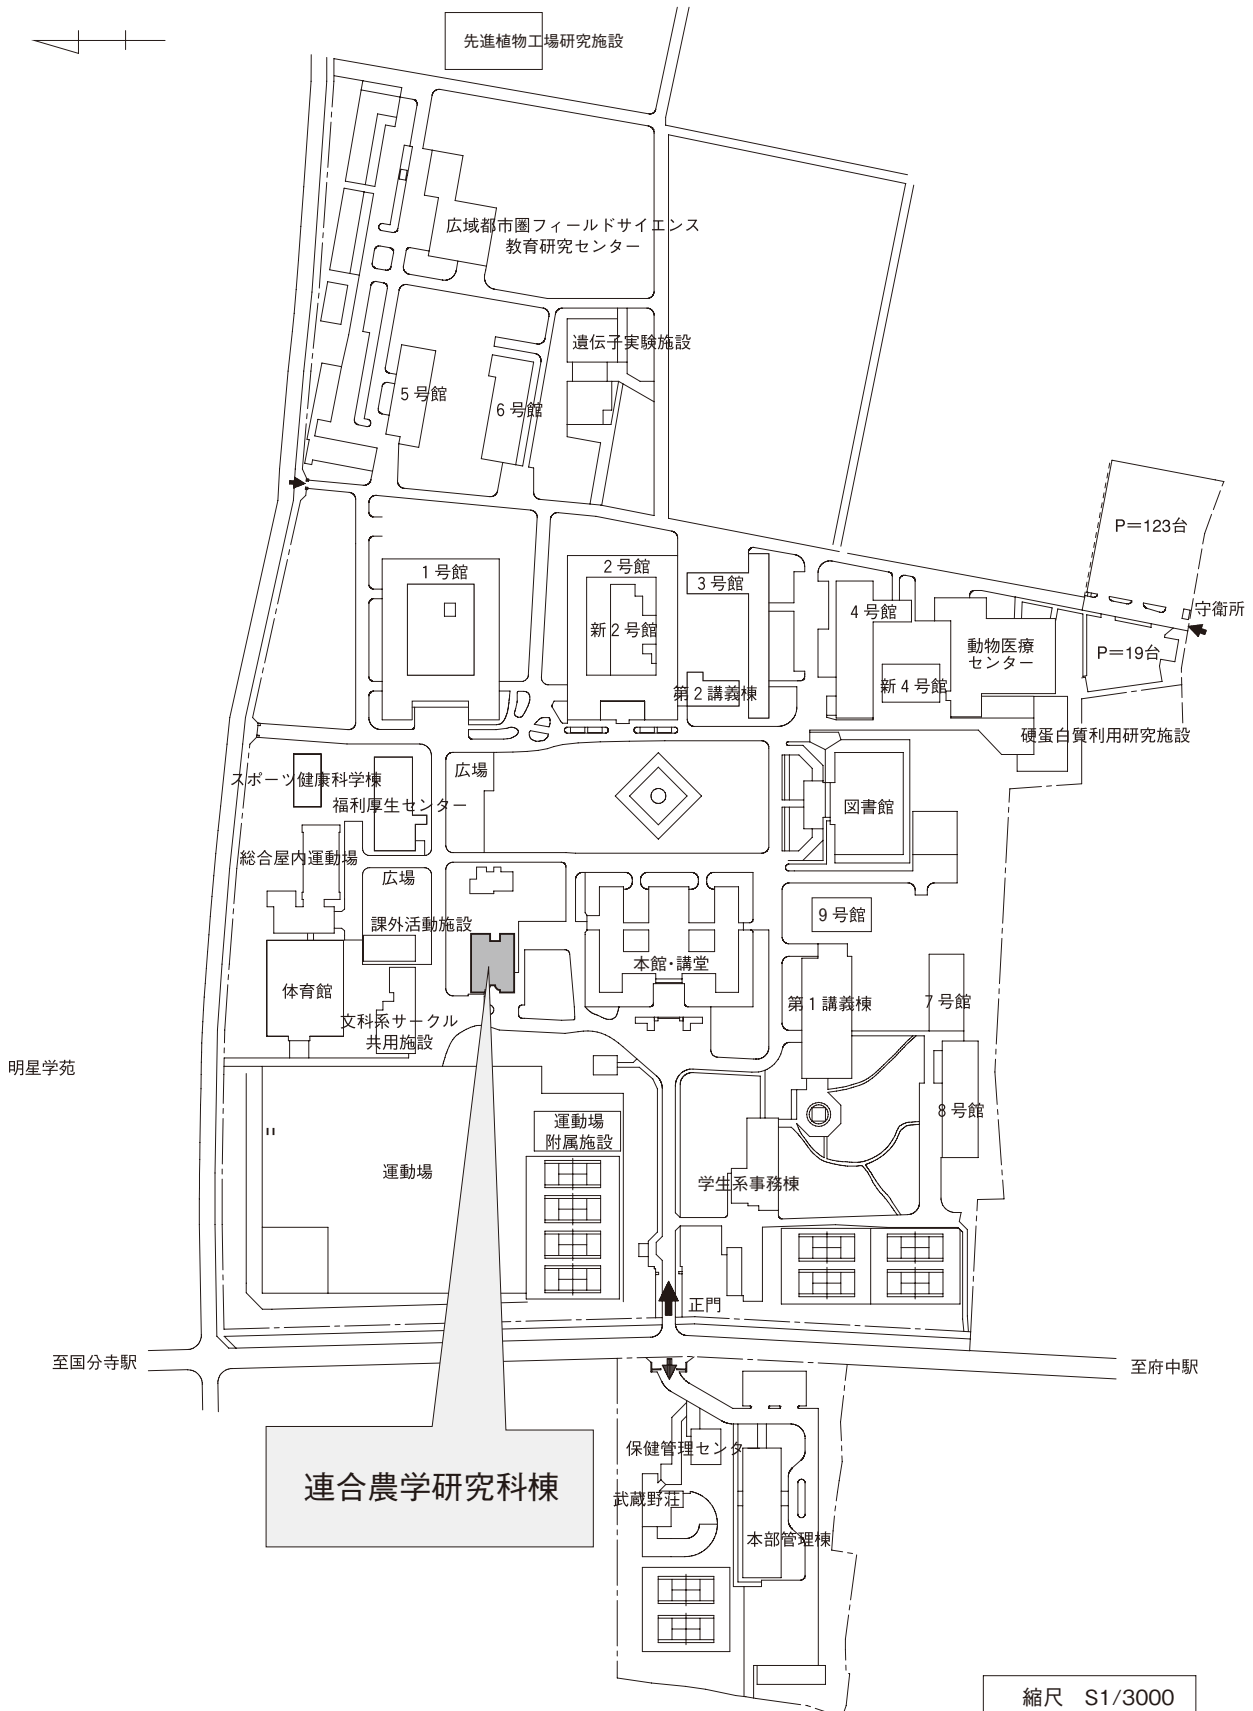 先進植物工場研究施設
広域都市圏フィールドサイエンス
教育研究センター
遺伝子実験施設
5号館
6号館
P=123台
1号館
2号館
3号館
4号館
守衛所
新2号館
動物医療
センター
P=19台
第2講義棟
新4号館
硬蛋白質利用研究施設
スポーツ健康科学棟
広場
福利厚生センター
図書館
総合屋内運動場
広場
課外活動施設
9号館
本館・講堂
体育館
第1講義棟
7号館
文科系サークル
共用施設
明星学苑
8号館
運動場
附属施設
運動場
学生系事務棟
正門
至国分寺駅
至府中駅
保健管理センター
連合農学研究科棟
武蔵野荘
本部管理棟
縮尺 S1/3000